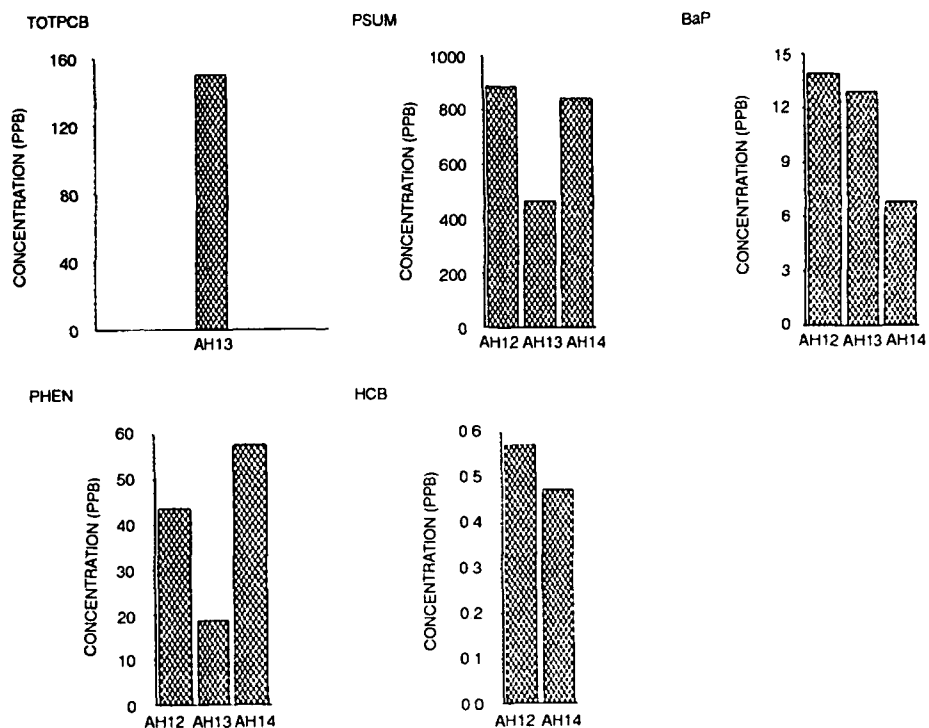 TOTPCB
CONCENTRATION (PPB)
160
120
80
40
0
AH13
PSUM
CONCENTRATION (PPB)
1000
800
600
400
200
0
AH12 AH13 AH14
BaP
CONCENTRATION (PPB)
15
12
9
6
3
0
AH12 AH13 AH14
PHEN
CONCENTRATION (PPB)
60
50
40
30
20
10
0
AH12 AH13 AH14
HCB
CONCENTRATION (PPB)
0 6
0 5
0 4
0 3
0 2
0 1
0 0
AH12 AH14